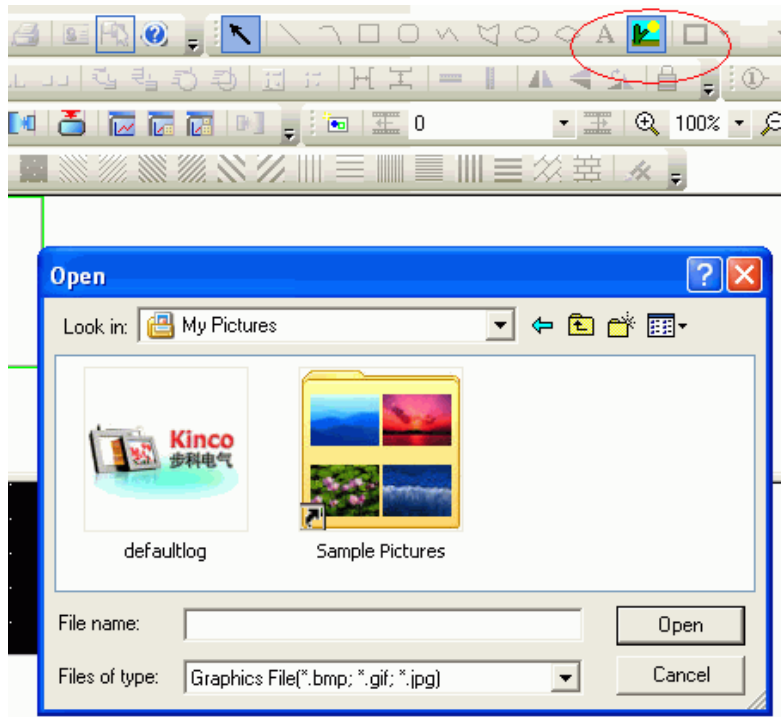 A
①
0
100%
Open
Look in: My Pictures
Kinco
步科电气
defaultlog
Sample Pictures
File name:
Open
Files of type: Graphics File(*.bmp; *.gif; *.jpg)
Cancel